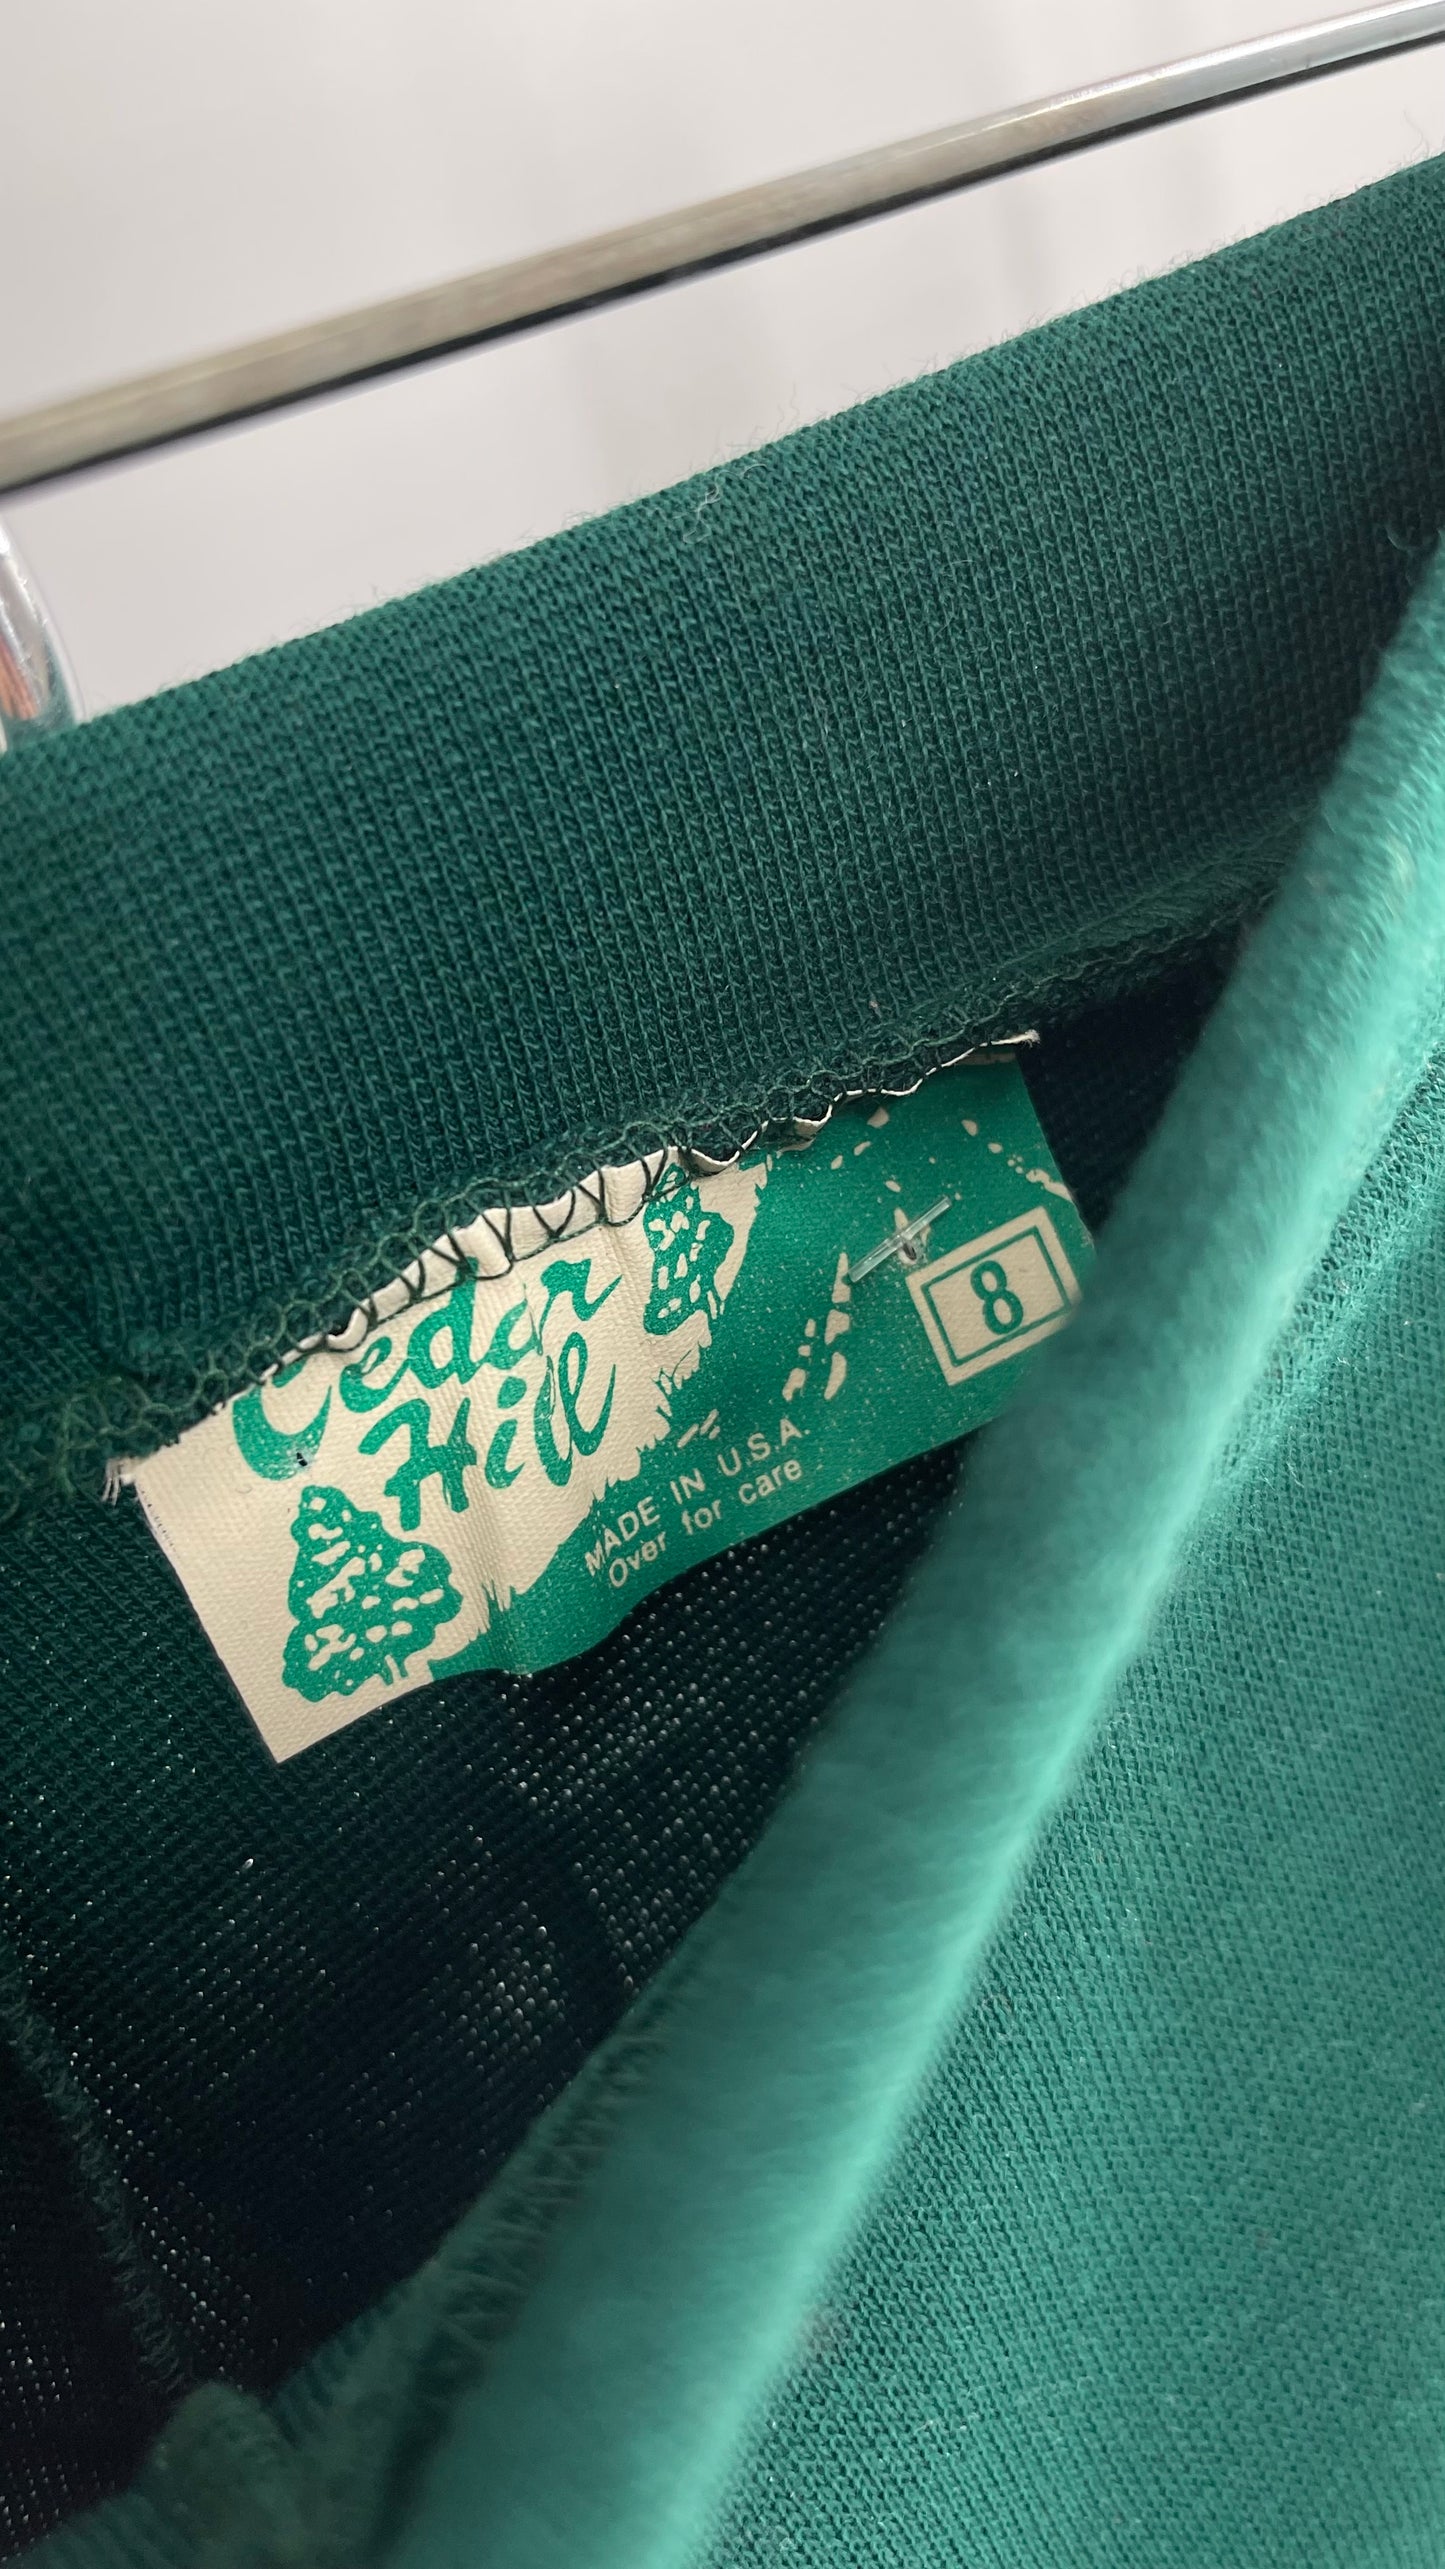 Cedar
Hill
8
MADE IN U.S.A.
Over for care